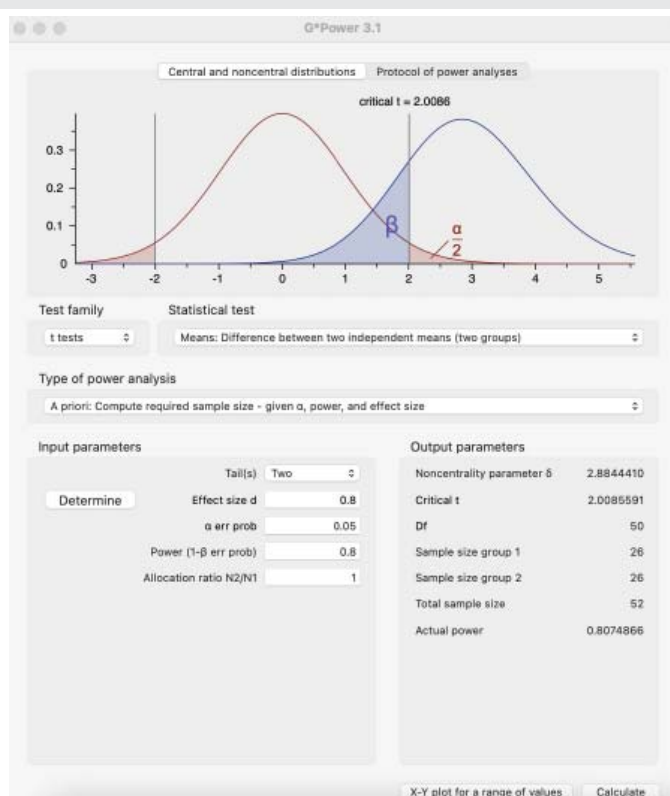 G*Power 3.1
Central and noncentral distributions Protocol of power analyses
critical t = 2.0086
0.3
0.2
0.1
0
β
α
2
-3 -2 -1 0 1 2 3 4 5
Test family Statistical test
t tests Means: Difference between two independent means (two groups)
Type of power analysis
A priori: Compute required sample size - given α, power, and effect size
Input parameters Output parameters
Tail(s) Two Noncentrality parameter δ 2.8844410
Determine Effect size d 0.8 Critical t 2.0085591
α err prob 0.05 Df 50
Power (1-β err prob) 0.8 Sample size group 1 26
Allocation ratio N2/N1 1 Sample size group 2 26
Total sample size 52
Actual power 0.8074866
X-Y plot for a range of values Calculate